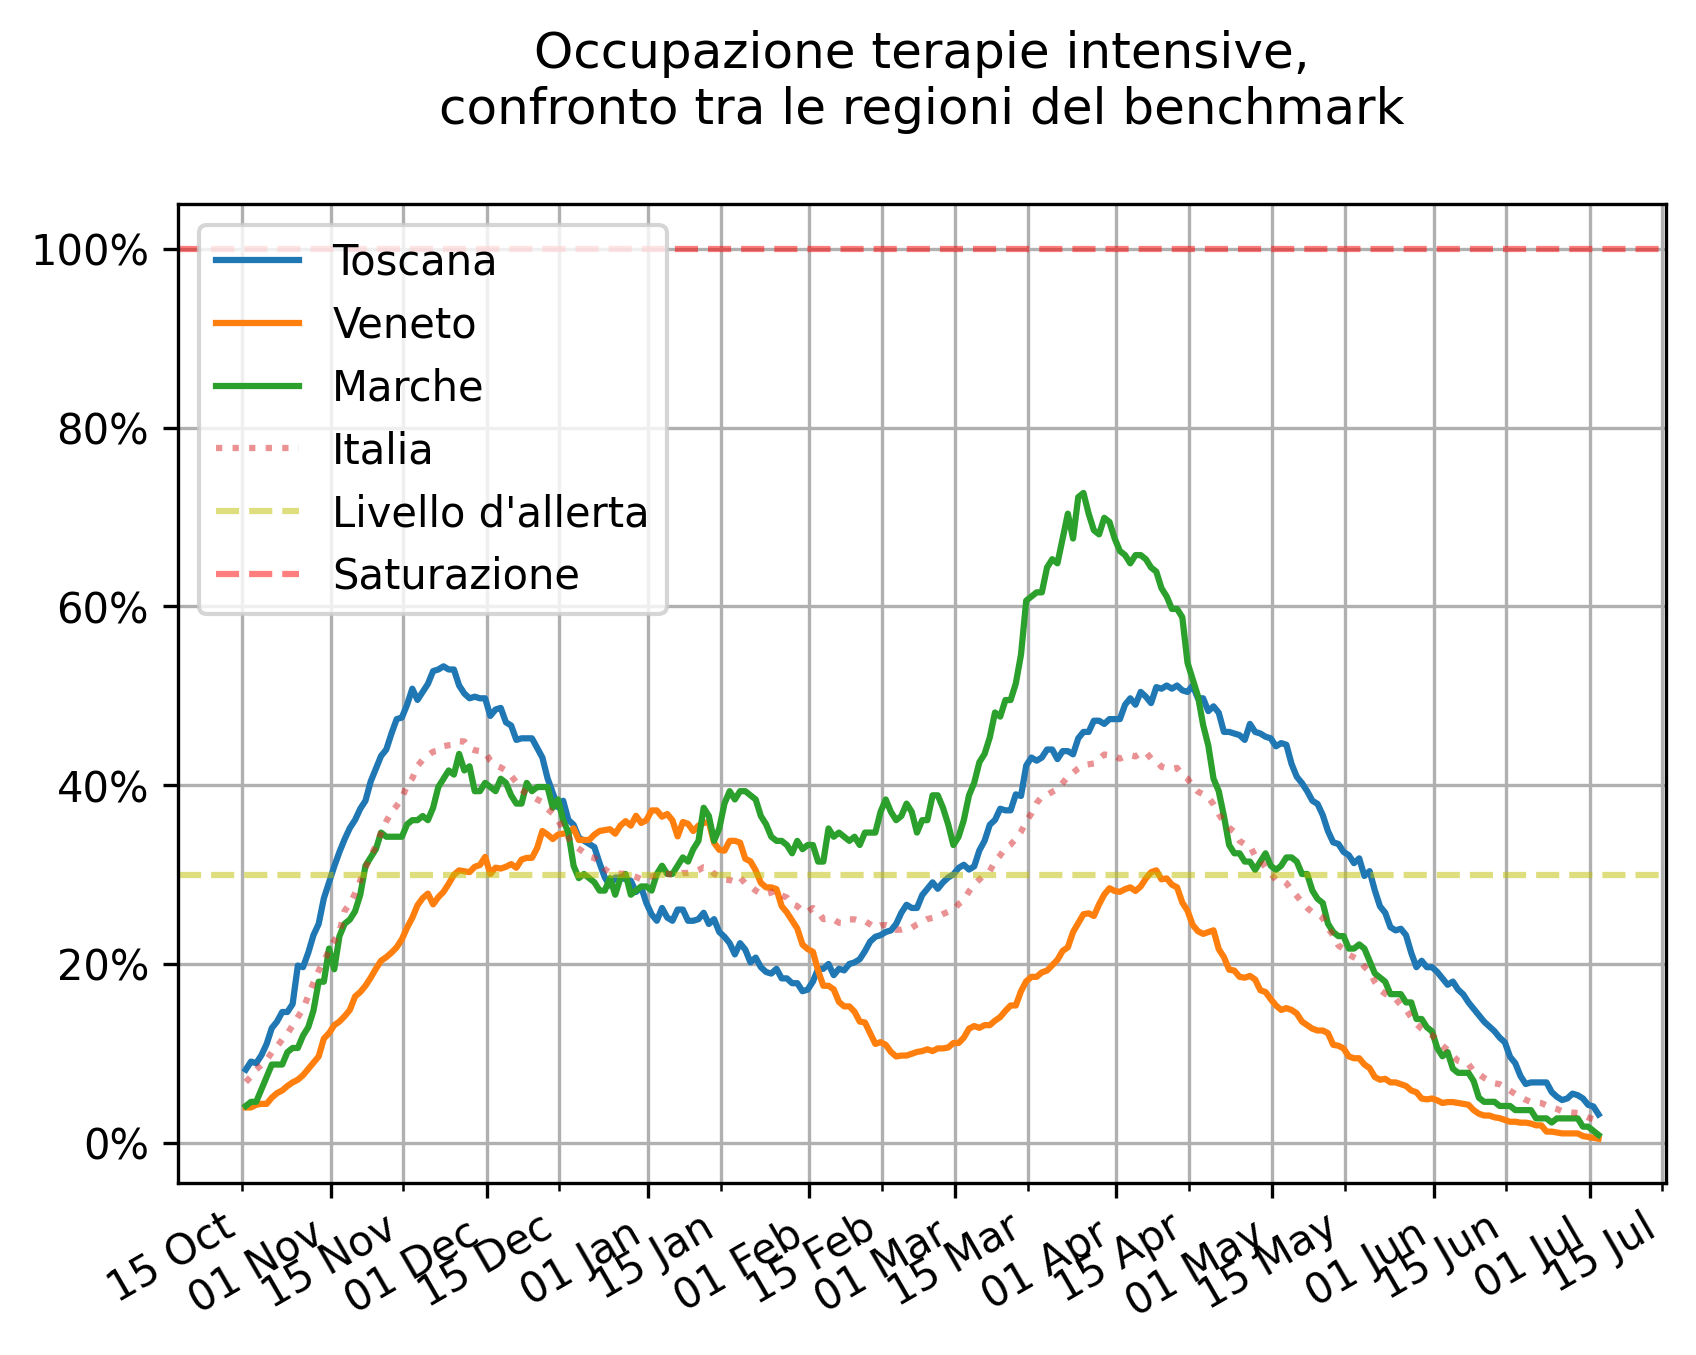 Occupazione terapie intensive,
confronto tra le regioni del benchmark
100%
80%
60%
40%
20%
0%
Toscana
Veneto
Marche
Italia
Livello d'allerta
Saturazione
15 Oct
01 Nov
15 Nov
01 Dec
15 Dec
01 Jan
15 Jan
01 Feb
15 Feb
01 Mar
15 Mar
01 Apr
15 Apr
01 May
15 May
01 Jun
15 Jun
01 Jul
15 Jul